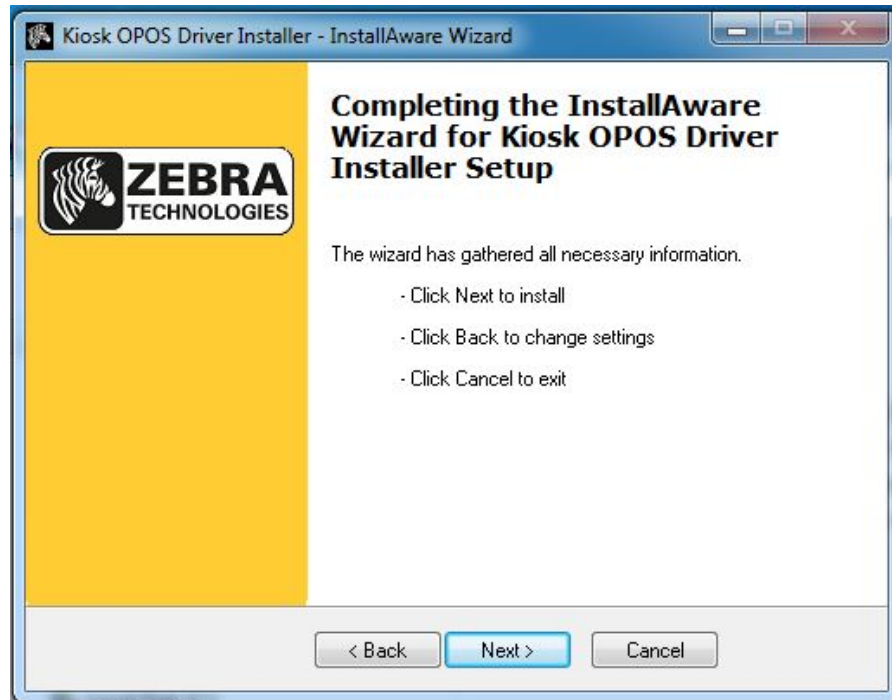 Kiosk OPOS Driver Installer - InstallAware Wizard
ZEBRA
TECHNOLOGIES
Completing the InstallAware
Wizard for Kiosk OPOS Driver
Installer Setup
The wizard has gathered all necessary information.
- Click Next to install
- Click Back to change settings
- Click Cancel to exit
< Back
Next >
Cancel